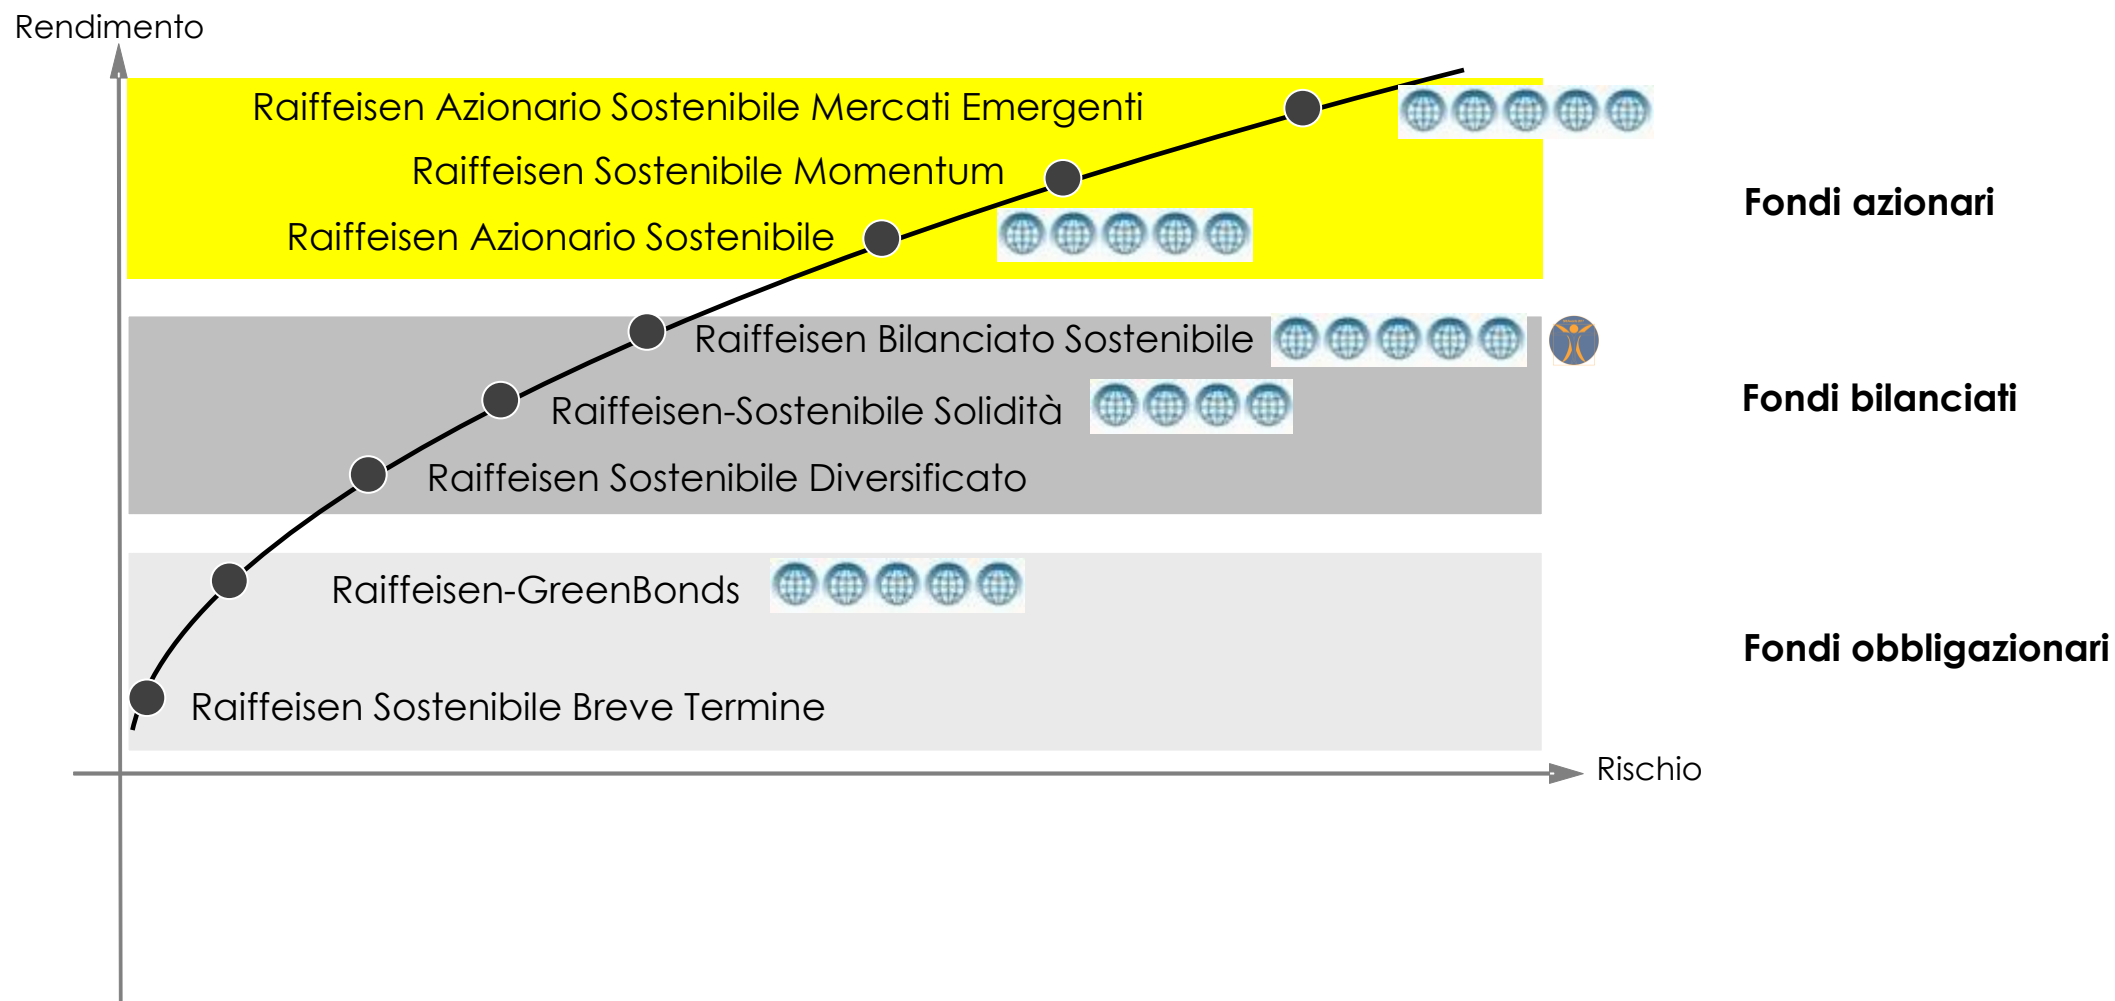 Rendimento
Raiffeisen Azionario Sostenibile Mercati Emergenti
Raiffeisen Sostenibile Momentum
Raiffeisen Azionario Sostenibile
Fondi azionari
Raiffeisen Bilanciato Sostenibile
Raiffeisen-Sostenibile Solidità
Raiffeisen Sostenibile Diversificato
Fondi bilanciati
Raiffeisen-GreenBonds
Raiffeisen Sostenibile Breve Termine
Fondi obbligazionari
Rischio